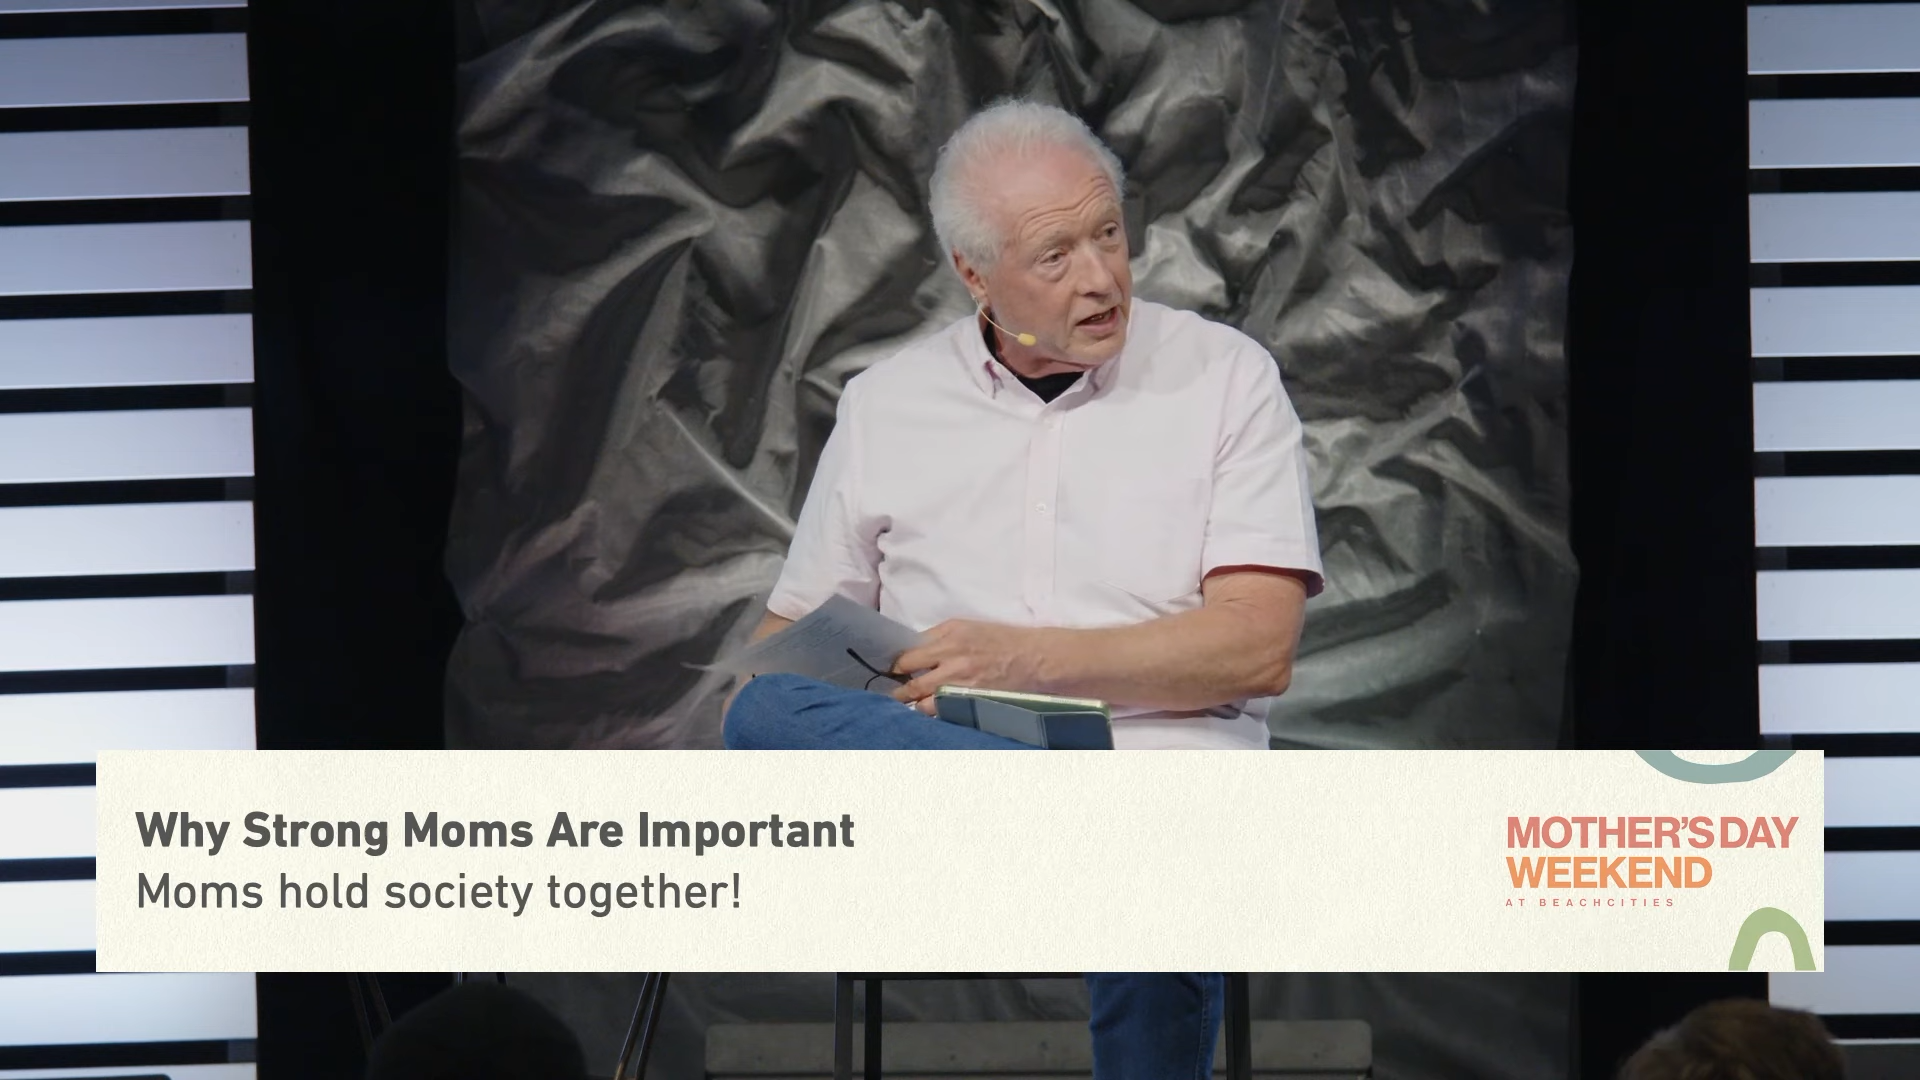 Why Strong Moms Are Important
Moms hold society together!
MOTHER'S DAY
WEEKEND
AT BEACHCITIES